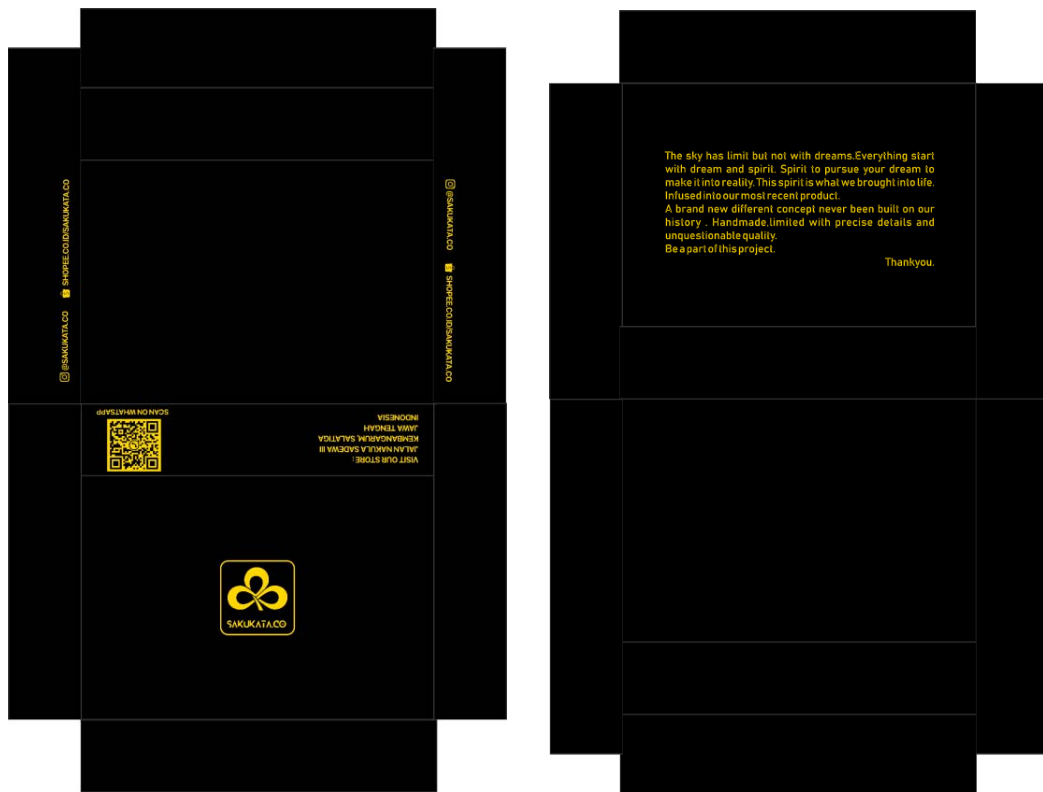 @SAKUKATA.CO SHOPEE.CO.ID/SAKUKATA.CO
@SAKUKATA.CO SHOPEE.CO.ID/SAKUKATA.CO
SCAN ON WHATSAPP
VISIT OUR STORE :
JALAN NAKULA SADEWA III
KEMBANGARUM, SALATIGA
JAWA TENGAH
INDONESIA
SAKUKATA.CO
The sky has limit but not with dreams.Everything start
with dream and spirit. Spirit to pursue your dream to
make it into reality. This spirit is what we brought into life.
Infused into our most recent product.
A brand new different concept never been built on our
history . Handmade,limited with precise details and
unquestionable quality.
Be a part of this project.
Thankyou.